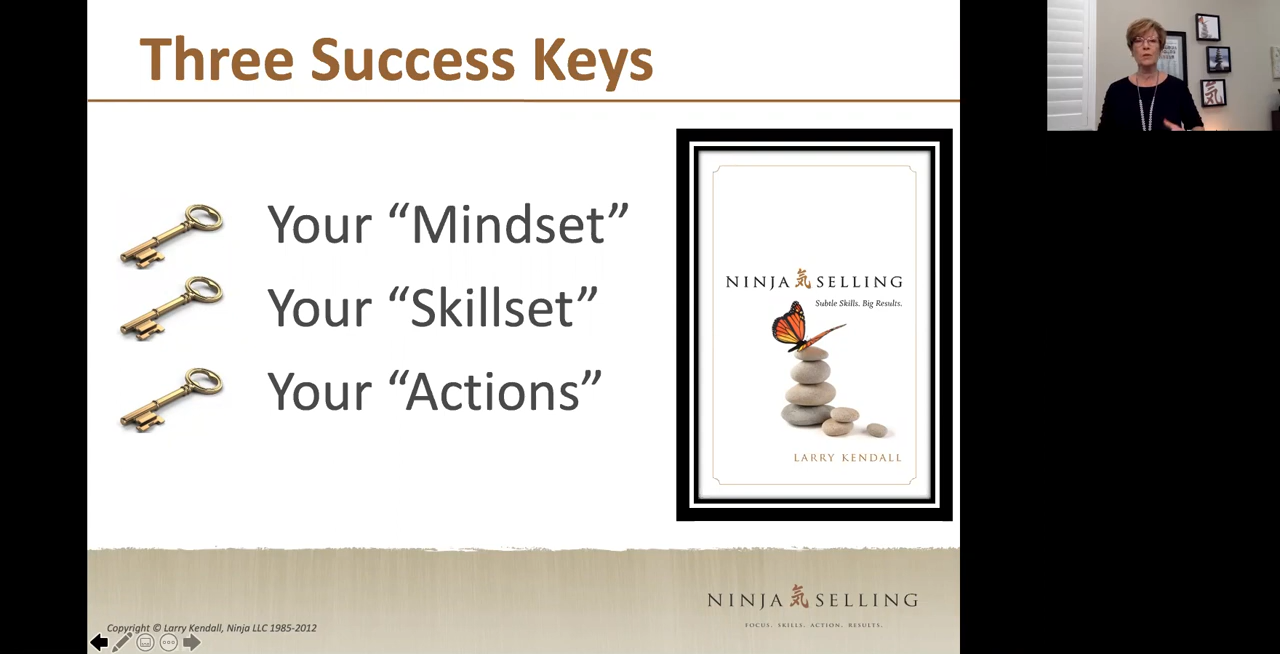 Three Success Keys
Your “Mindset”
Your “Skillset”
Your “Actions”
NINJA 気 SELLING
Subtle Skills. Big Results.
LARRY KENDALL
NINJA 気 SELLING
FOCUS. SKILLS. ACTION. RESULTS.
Copyright © Larry Kendall, Ninja LLC 1985-2012
気